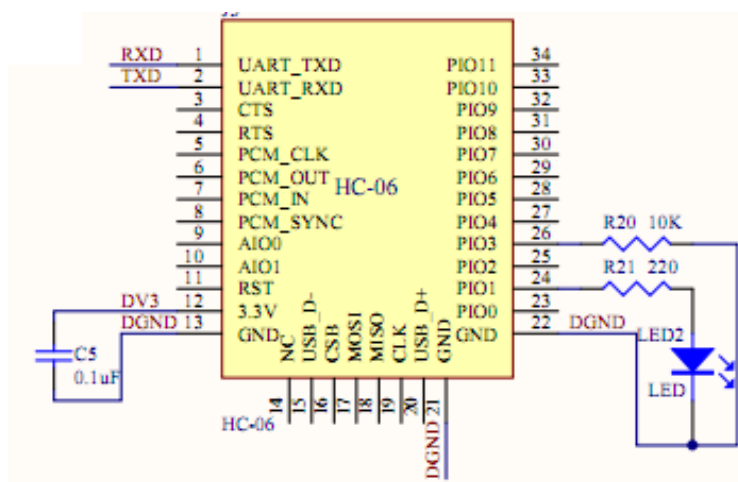 RXD 1 UART_TXD PIO11 34
TXD 2 UART_RXD PIO10 33
3 CTS PIO9 32
4 RTS PIO8 31
5 PCM_CLK PIO7 30
6 PCM_OUT PIO6 29
HC-06
7 PCM_IN PIO5 28
8 PCM_SYNC PIO4 27
9 AIO0 PIO3 26 R20 10K
10 AIO1 PIO2 25
11 RST PIO1 24 R21 220
DV3 12 3.3V PIO0 23
DGND 13 GND GND 22 DGND
NC USB_D- CSB MOSI MISO CLK USB_D+ GND
LED2
C5
0.1uF
LED
14 15 16 17 18 19 20 21
HC-06
DGND